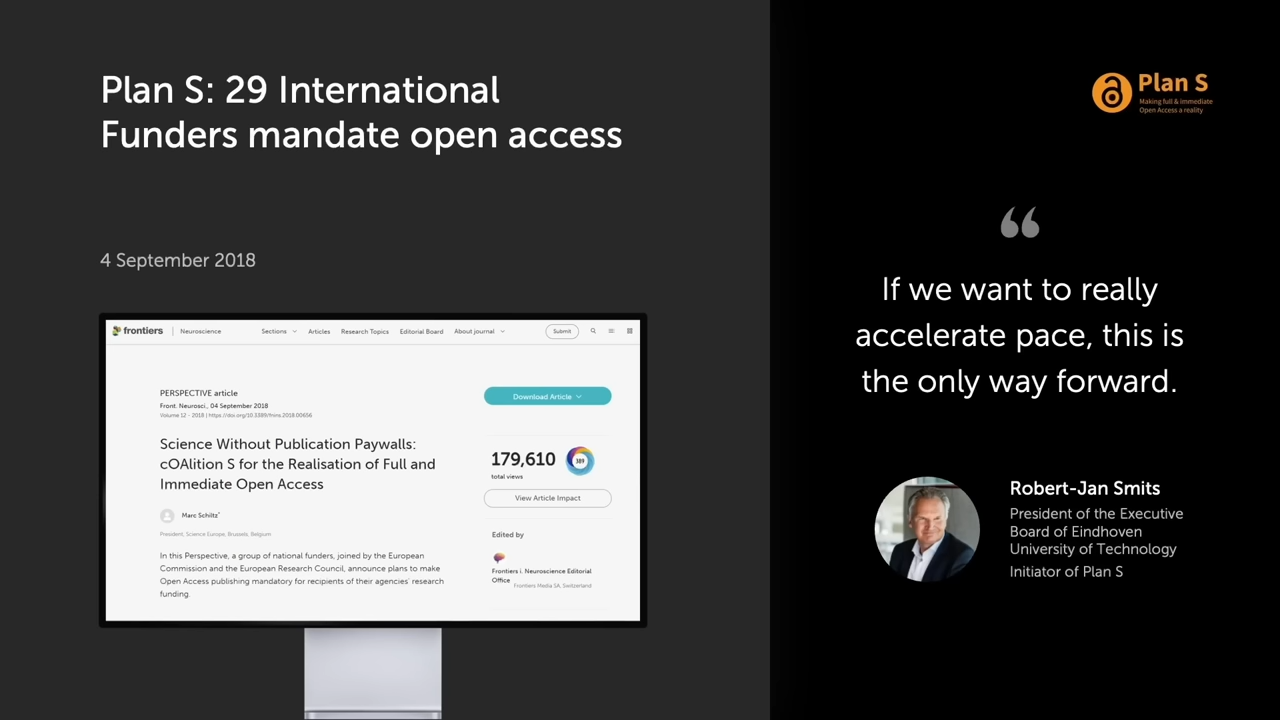 Plan S: 29 International
Funders mandate open access
4 September 2018
frontiers
Neuroscience
Sections
Articles
Research Topics
Editorial Board
About journal
Submit
PERSPECTIVE article
Front. Neurosci., 04 September 2018
Volume 12 - 2018 | https://doi.org/10.3389/fnins.2018.00656
Science Without Publication Paywalls:
cOAlition S for the Realisation of Full and
Immediate Open Access
Marc Schiltz*
President, Science Europe, Brussels, Belgium
In this Perspective, a group of national funders, joined by the European
Commission and the European Research Council, announce plans to make
Open Access publishing mandatory for recipients of their agencies' research
funding.
Download Article
179,610
total views
389
View Article Impact
Edited by
Frontiers i. Neuroscience Editorial
Office
Frontiers Media SA, Switzerland
Plan S
Making full & immediate
Open Access a reality
“
If we want to really
accelerate pace, this is
the only way forward.
Robert-Jan Smits
President of the Executive
Board of Eindhoven
University of Technology
Initiator of Plan S